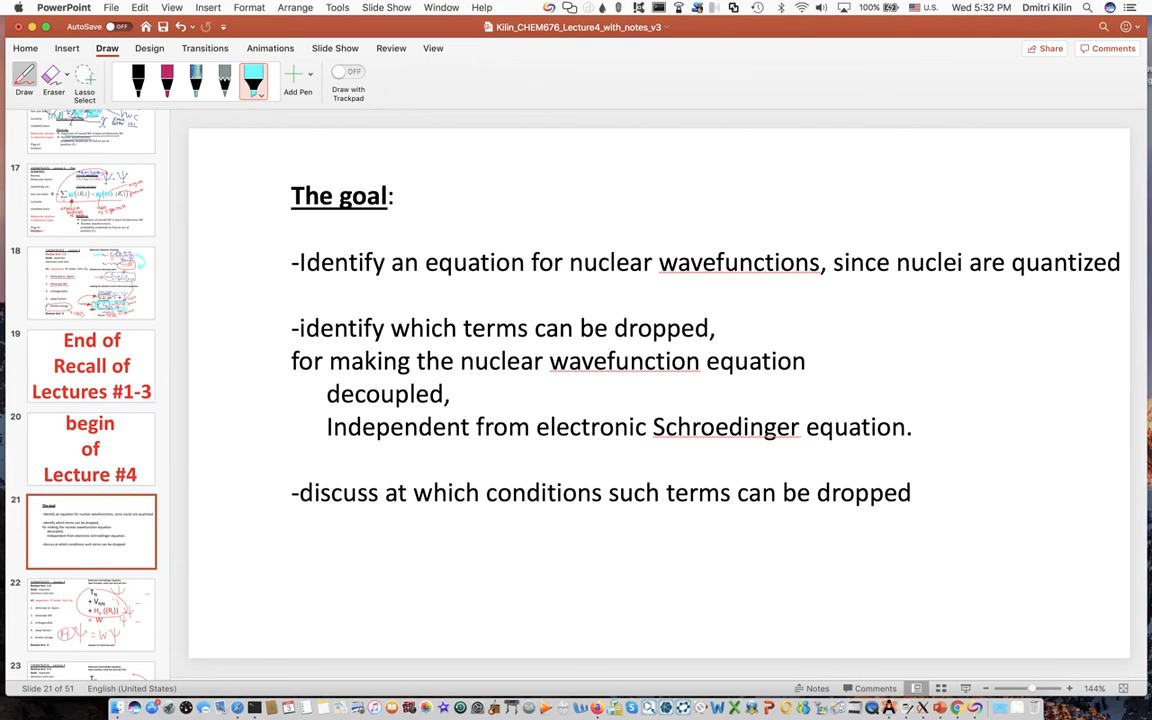 PowerPoint File Edit View Insert Format Arrange Tools Slide Show Window Help 100% U.S. Wed 5:32 PM Dmitri Kilin
AutoSave OFF Kilin_CHEM676_Lecture4_with_notes_v3
Home Insert Draw Design Transitions Animations Slide Show Review View Share Comments
Draw Eraser Lasso Select Add Pen OFF Draw with Trackpad
17
18
19
End of
Recall of
Lectures #1-3
20
begin
of
Lecture #4
21
22
23
The goal:
-Identify an equation for nuclear wavefunctions, since nuclei are quantized
-identify which terms can be dropped,
for making the nuclear wavefunction equation
decoupled,
Independent from electronic Schroedinger equation.
-discuss at which conditions such terms can be dropped
Slide 21 of 51 English (United States) Notes Comments 144%